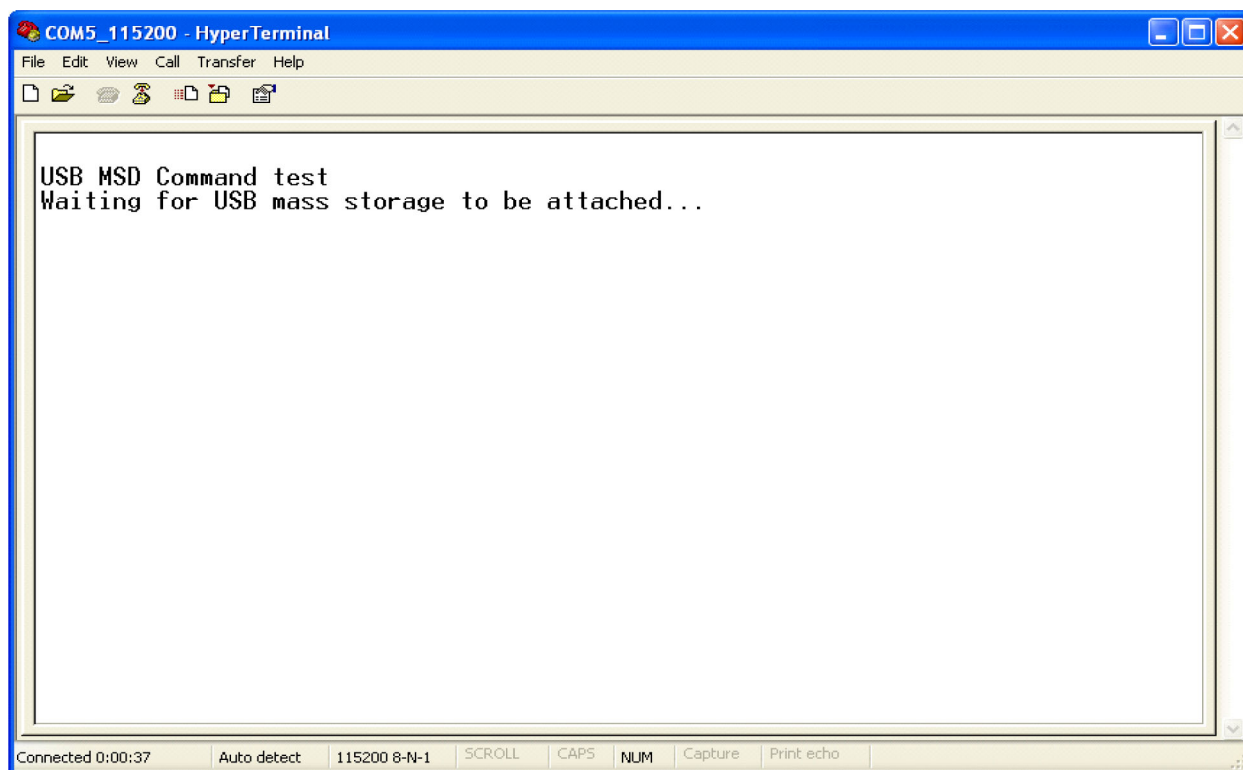 COM5_115200 - HyperTerminal
File Edit View Call Transfer Help
USB MSD Command test
Waiting for USB mass storage to be attached...
Connected 0:00:37 Auto detect 115200 8-N-1 SCROLL CAPS NUM Capture Print echo